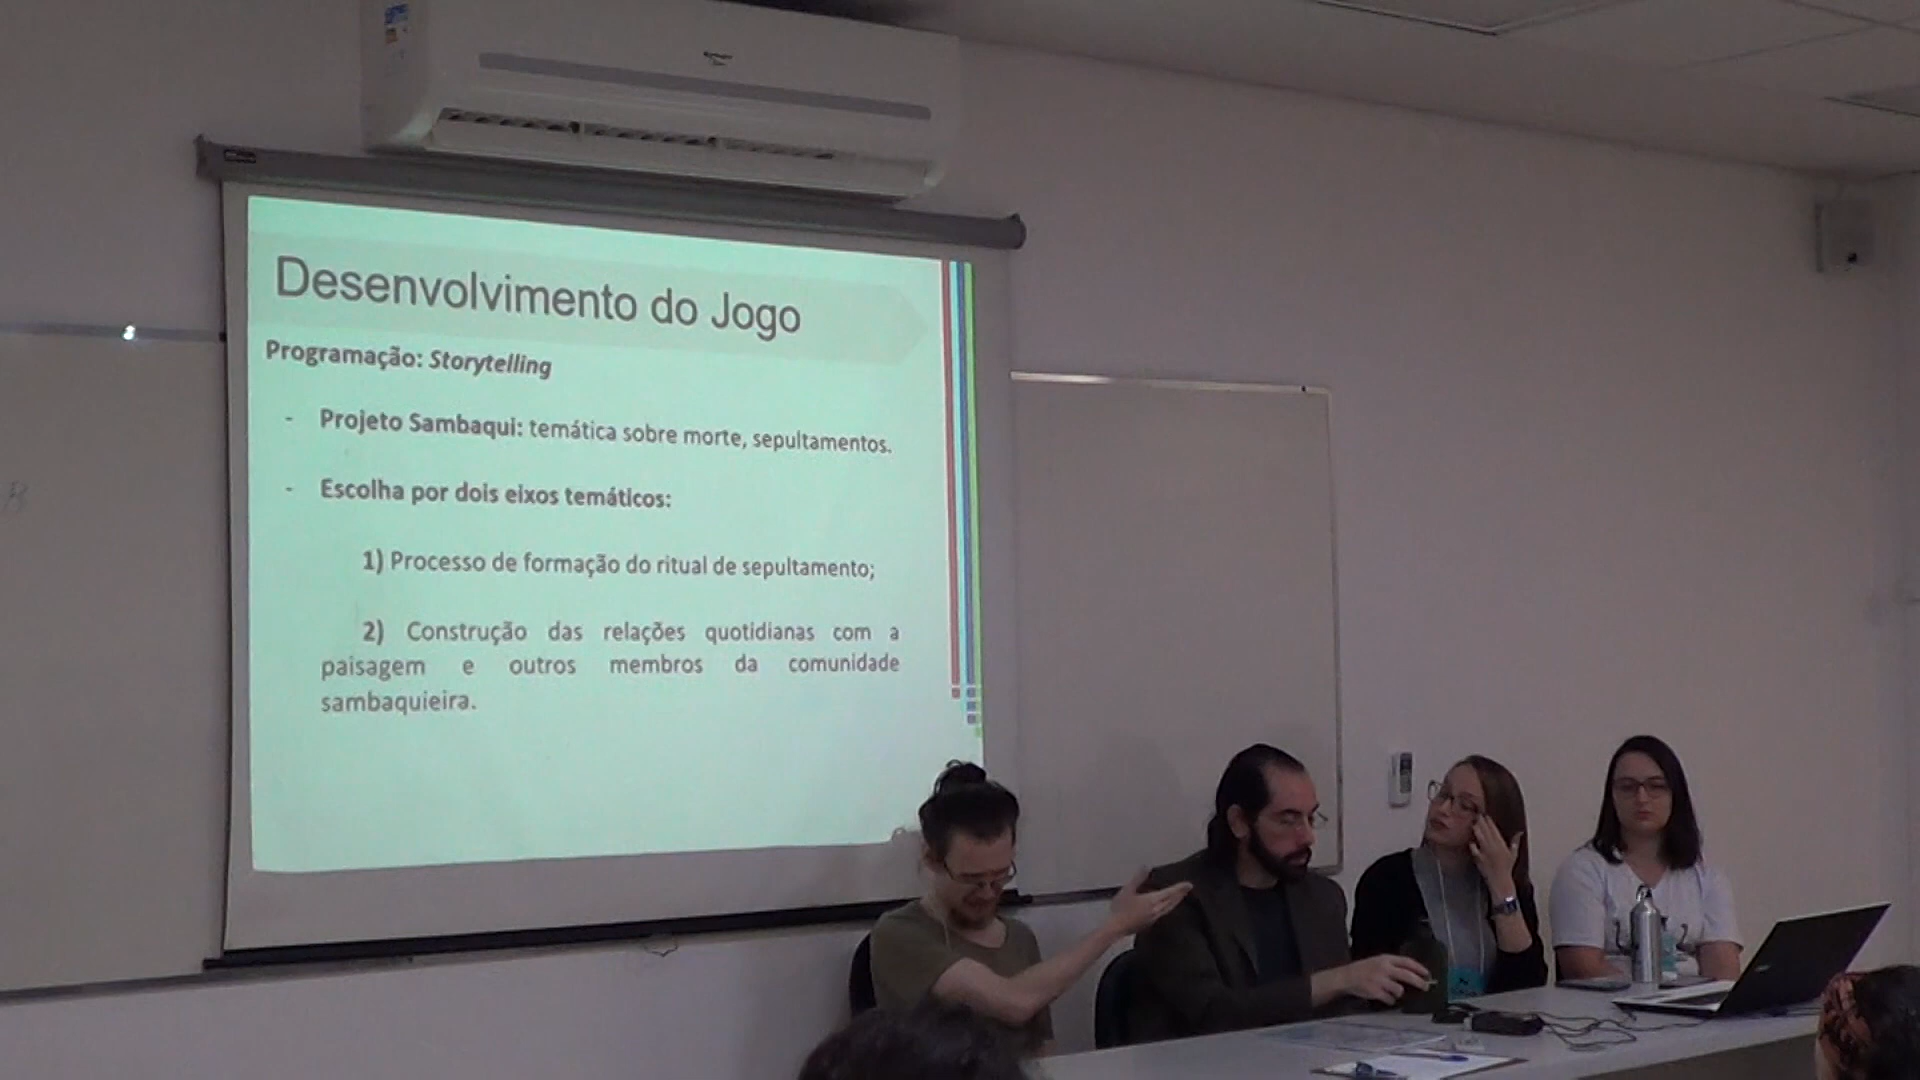 Desenvolvimento do Jogo
Programação: Storytelling
- Projeto Sambaqui: temática sobre morte, sepultamentos.
- Escolha por dois eixos temáticos:
1) Processo de formação do ritual de sepultamento;
2) Construção das relações quotidianas com a
paisagem e outros membros da comunidade
sambaquieira.